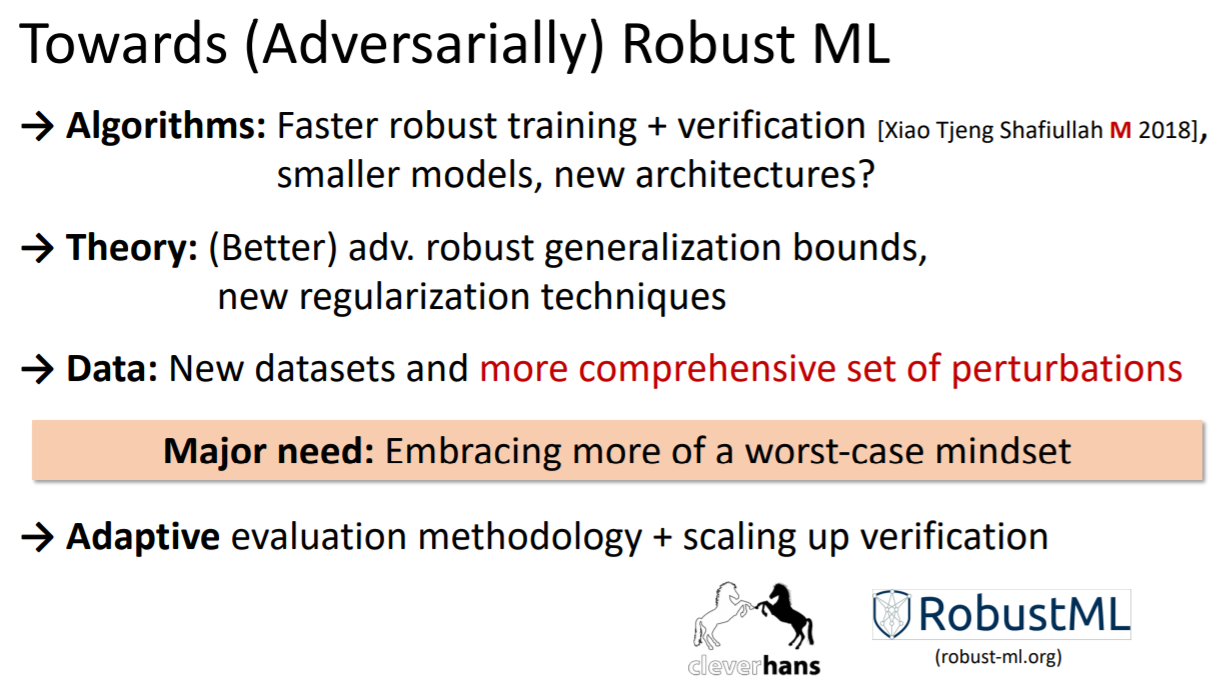 Towards (Adversarially) Robust ML
→ Algorithms: Faster robust training + verification [Xiao Tjeng Shafiullah M 2018],
smaller models, new architectures?
→ Theory: (Better) adv. robust generalization bounds,
new regularization techniques
→ Data: New datasets and more comprehensive set of perturbations
Major need: Embracing more of a worst-case mindset
→ Adaptive evaluation methodology + scaling up verification
cleverhans
RobustML
(robust-ml.org)